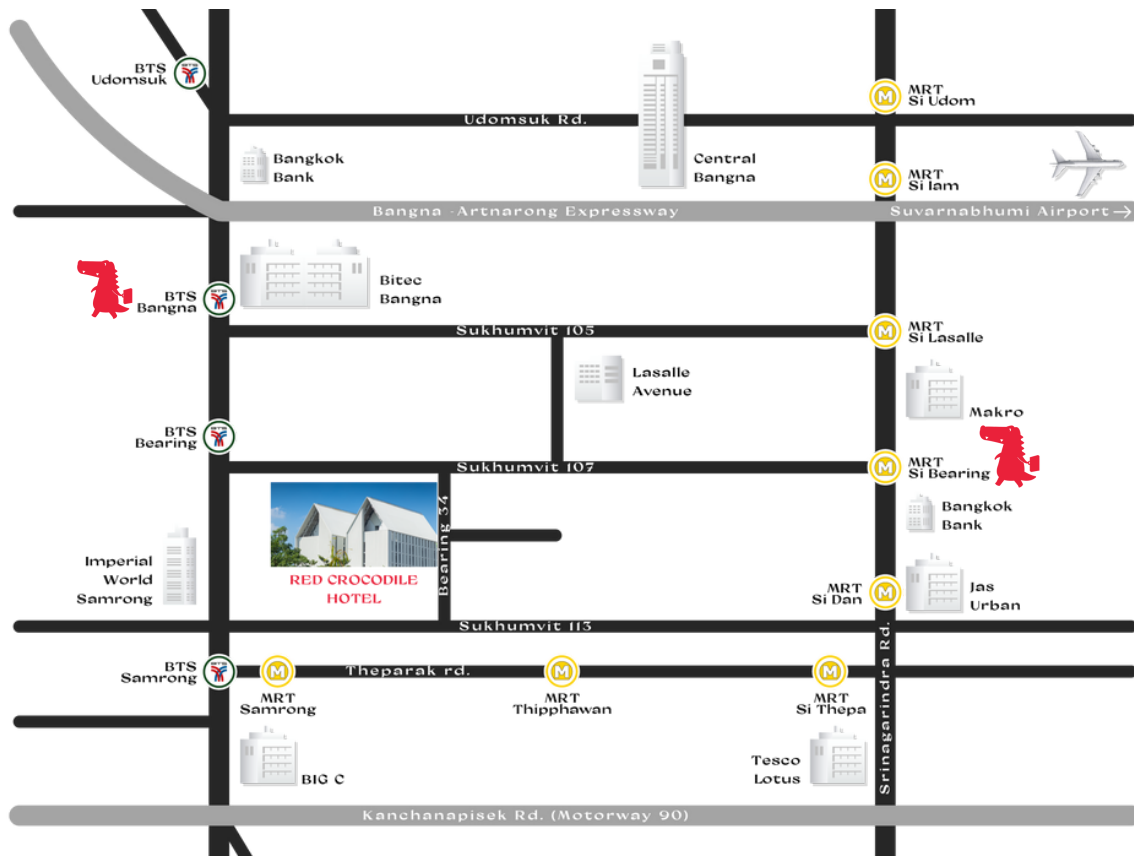 BTS
Udomsuk
MRT
Si Udom
Udomsuk Rd.
Bangkok
Bank
Central
Bangna
MRT
Si Iam
Bangna -Artnarong Expressway
Suvarnabhumi Airport→
BTS
Bangna
Bitec
Bangna
Sukhumvit 105
MRT
Si Lasalle
Lasalle
Avenue
Makro
BTS
Bearing
Sukhumvit 107
MRT
Si Bearing
Bearing 34
Bangkok
Bank
Imperial
World
Samrong
RED CROCODILE
HOTEL
MRT
Si Dan
Jas
Urban
Sukhumvit 113
BTS
Samrong
Theparak rd.
MRT
Samrong
MRT
Thipphawan
MRT
Si Thepa
Srinagarindra Rd.
BIG C
Tesco
Lotus
Kanchanapisek Rd. (Motorway 90)